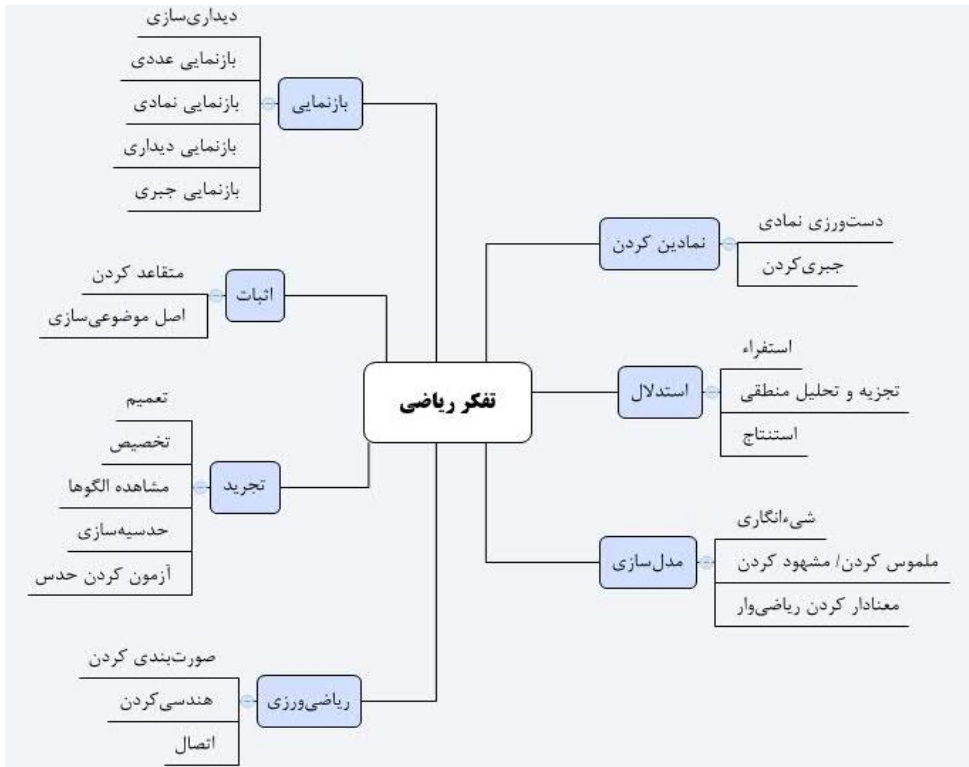 تفکر ریاضی
نمادین کردن
دست‌ورزی نمادی
جبری‌کردن
استدلال
استفراء
تجزیه و تحلیل منطقی
استنتاج
مدل‌سازی
شیءانگاری
ملموس کردن/ مشهود کردن
معنادار کردن ریاضی‌وار
بازنمایی
دیداری‌سازی
بازنمایی عددی
بازنمایی نمادی
بازنمایی دیداری
بازنمایی جبری
اثبات
متقاعد کردن
اصل موضوعی‌سازی
تجرید
تعمیم
تخصیص
مشاهده الگوها
حدسیه‌سازی
آزمون کردن حدس
ریاضی‌ورزی
صورت‌بندی کردن
هندسی‌کردن
اتصال